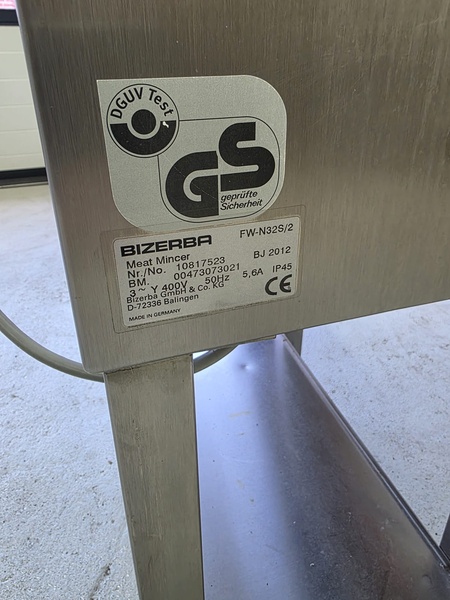 DGUV Test
GS
geprüfte
Sicherheit
BIZERBA FW-N32S/2
Meat Mincer
Nr./No. 10817523 BJ 2012
BM. 00473073021
3 ~ Y 400V 50Hz 5,6A IP45
Bizerba GmbH & Co. KG
D-72336 Balingen
MADE IN GERMANY
CE